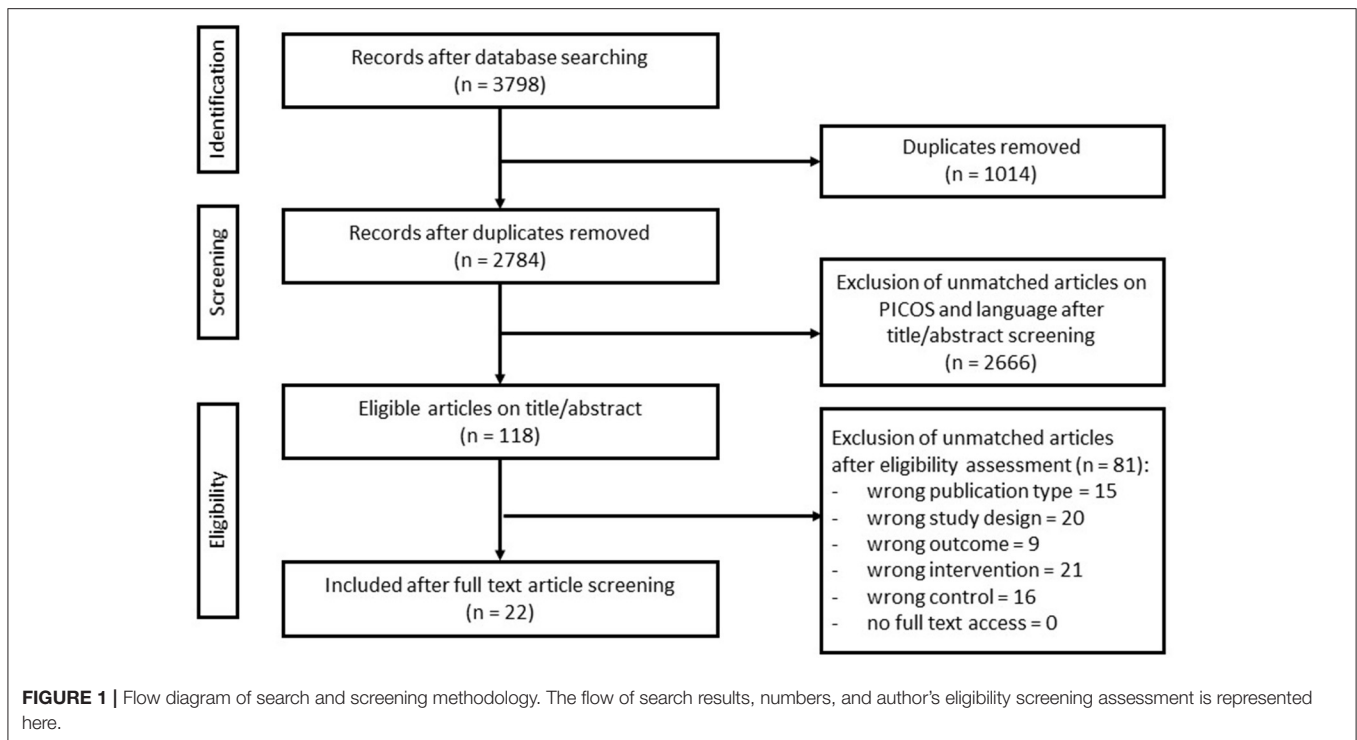 Identification
Records after database searching
(n = 3798)
Duplicates removed
(n = 1014)
Screening
Records after duplicates removed
(n = 2784)
Exclusion of unmatched articles on
PICOS and language after
title/abstract screening
(n = 2666)
Eligibility
Eligible articles on title/abstract
(n = 118)
Exclusion of unmatched articles
after eligibility assessment (n = 81):
- wrong publication type = 15
- wrong study design = 20
- wrong outcome = 9
- wrong intervention = 21
- wrong control = 16
- no full text access = 0
Included after full text article screening
(n = 22)
FIGURE 1 | Flow diagram of search and screening methodology. The flow of search results, numbers, and author's eligibility screening assessment is represented
here.